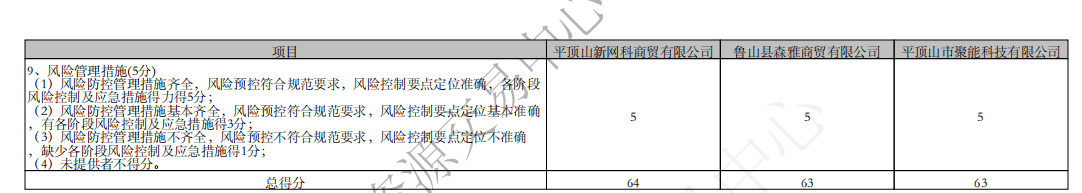 项目 平顶山新网科商贸有限公司 鲁山县森雅商贸有限公司 平顶山市聚能科技有限公司
9、风险管理措施(5分)
（1）风险防控管理措施齐全，风险预控符合规范要求，风险控制要点定位准确，各阶段
风险控制及应急措施得力得5分；
（2）风险防控管理措施基本齐全，风险预控符合规范要求，风险控制要点定位基本准确
，有各阶段风险控制及应急措施得3分；
（3）风险防控管理措施不齐全，风险预控不符合规范要求，风险控制要点定位不准确
，缺少各阶段风险控制及应急措施得1分；
（4）未提供者不得分。
5 5 5
总得分 64 63 63
资源交易中心
中心